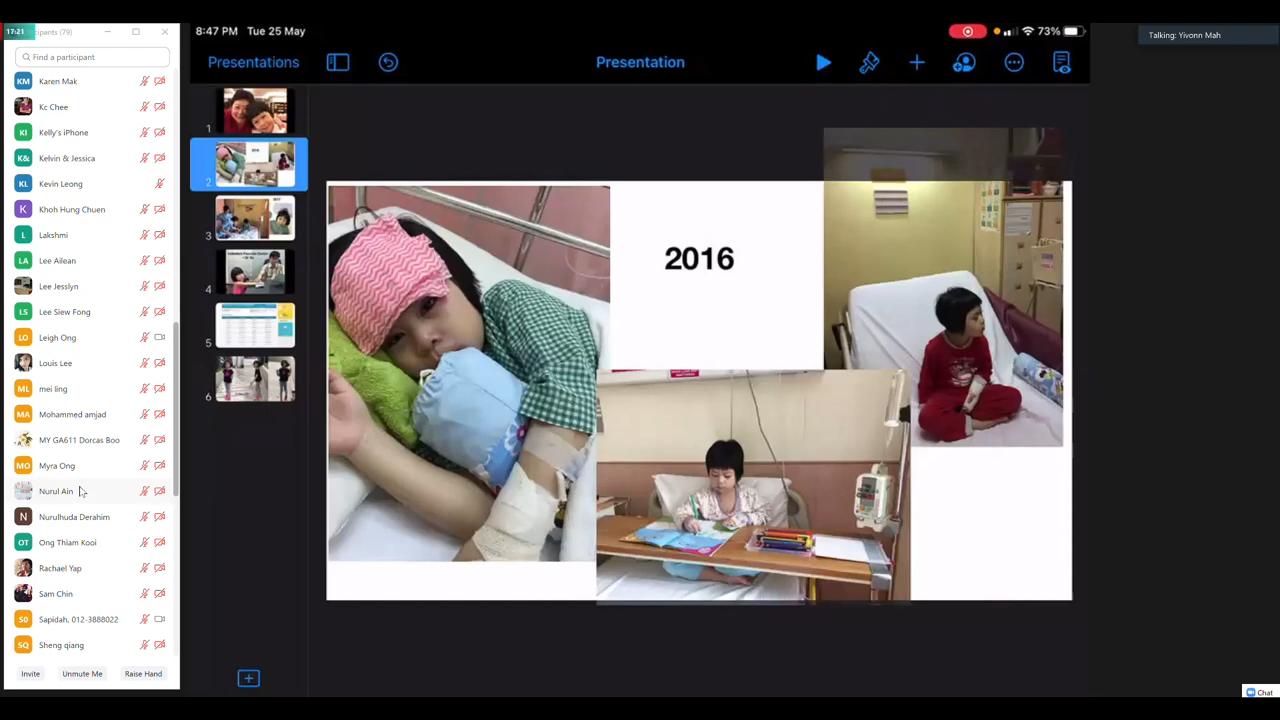 17:21
cipants (79)
Find a participant
KM Karen Mak
Kc Chee
KI Kelly's iPhone
K& Kelvin & Jessica
KL Kevin Leong
K Khoh Hung Chuen
L Lakshmi
LA Lee Ailean
Lee Jesslyn
LS Lee Siew Fong
LO Leigh Ong
Louis Lee
ML mei ling
MA Mohammed amjad
MY GA611 Dorcas Boo
MO Myra Ong
Nurul Ain
N Nurulhuda Derahim
OT Ong Thiam Kooi
Rachael Yap
Sam Chin
S0 Sapidah, 012-3888022
SQ Sheng qiang
Invite
Unmute Me
Raise Hand
8:47 PM Tue 25 May
73%
Presentations
Presentation
1
2
3
4
5
6
2016
Talking: Yivonn Mah
Chat